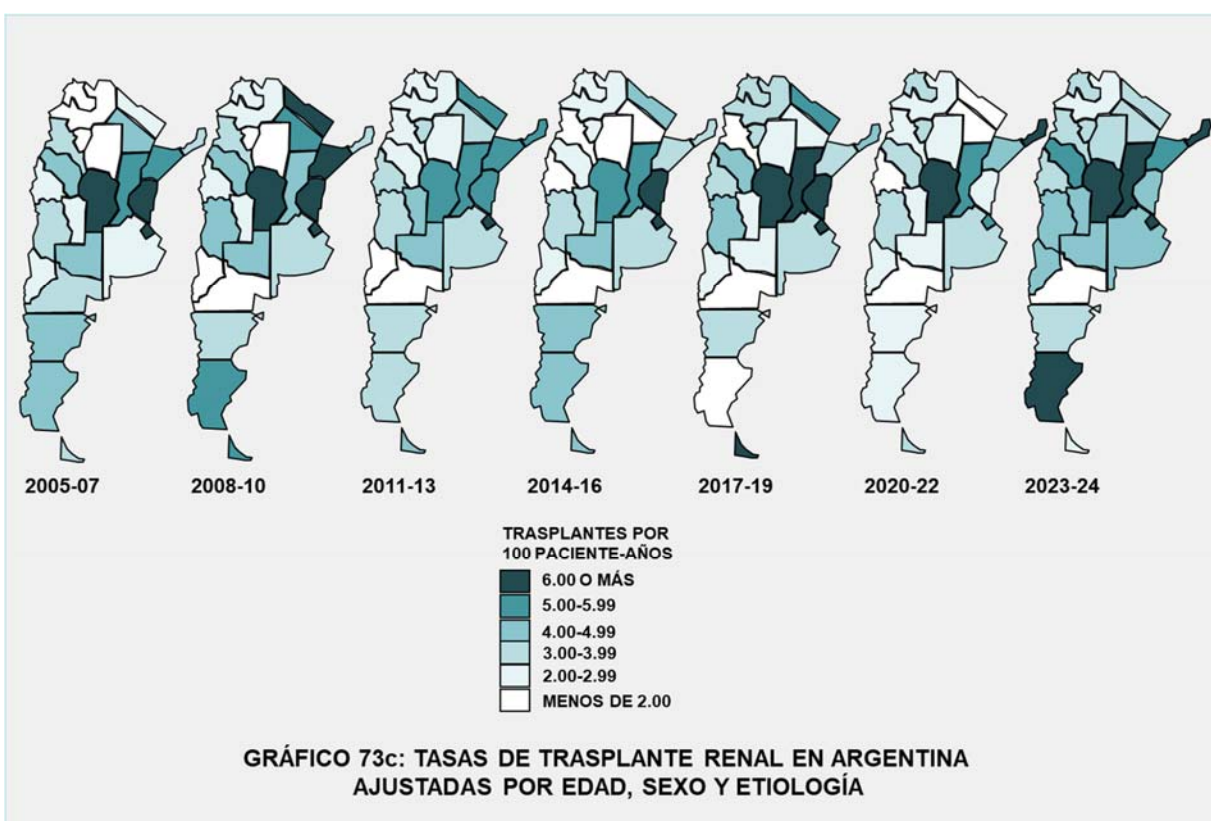 2005-07
2008-10
2011-13
2014-16
2017-19
2020-22
2023-24
TRASPLANTES POR
100 PACIENTE-AÑOS
6.00 O MÁS
5.00-5.99
4.00-4.99
3.00-3.99
2.00-2.99
MENOS DE 2.00
GRÁFICO 73c: TASAS DE TRASPLANTE RENAL EN ARGENTINA
AJUSTADAS POR EDAD, SEXO Y ETIOLOGÍA